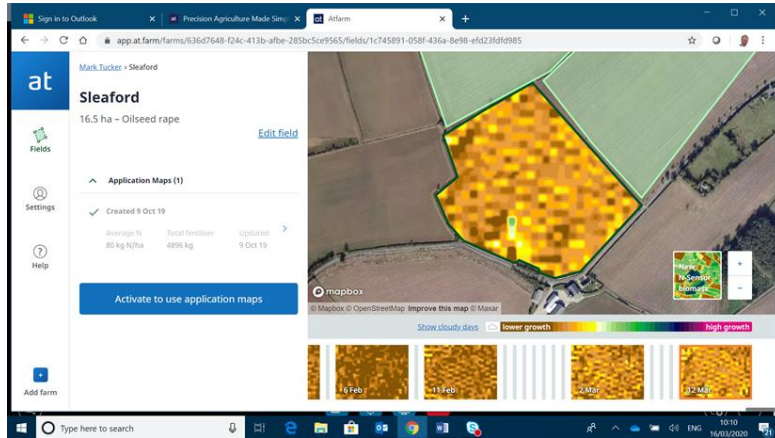 Sign in to Outlook
Precision Agriculture Made Simp
Atfarm
app.at.farm/farms/636d7648-f24c-413b-afbe-285bc5ce9565/fields/1c745891-058f-436a-8e98-efd23fdfd985
at
Fields
Settings
Help
Add farm
Mark Tucker › Sleaford
Sleaford
16.5 ha – Oilseed rape
Edit field
Application Maps (1)
Created 9 Oct 19
Average N Total fertiliser Updated
80 kg N/ha 4896 kg 9 Oct 19
Activate to use application maps
New
N-Sensor
biomass
mapbox
© Mapbox © OpenStreetMap Improve this map © Maxar
Show cloudy days lower growth high growth
6 Feb 11 Feb 2 Mar 12 Mar
Type here to search
ENG
10:10
16/03/2020
21